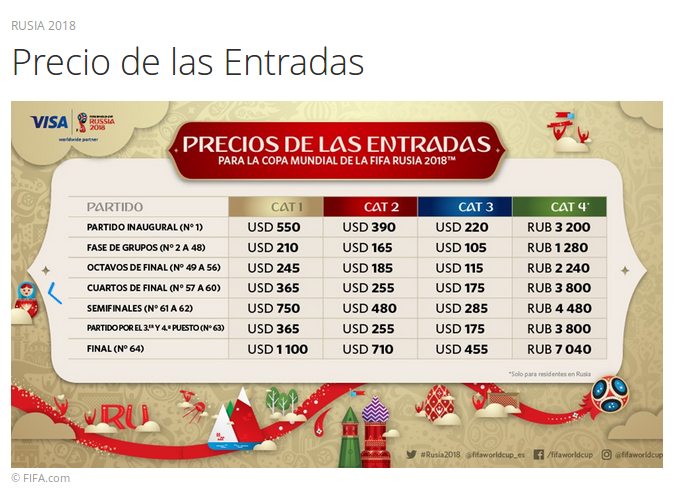 RUSIA 2018
Precio de las Entradas
VISA
FIFA WORLD CUP
RUSSIA
2018
worldwide partner
PRECIOS DE LAS ENTRADAS
PARA LA COPA MUNDIAL DE LA FIFA RUSIA 2018™
PARTIDO CAT 1 CAT 2 CAT 3 CAT 4*
PARTIDO INAUGURAL (Nº 1) USD 550 USD 390 USD 220 RUB 3 200
FASE DE GRUPOS (Nº 2 A 48) USD 210 USD 165 USD 105 RUB 1 280
OCTAVOS DE FINAL (Nº 49 A 56) USD 245 USD 185 USD 115 RUB 2 240
CUARTOS DE FINAL (Nº 57 A 60) USD 365 USD 255 USD 175 RUB 3 800
SEMIFINALES (Nº 61 A 62) USD 750 USD 480 USD 285 RUB 4 480
PARTIDO POR EL 3.ER Y 4.º PUESTO (Nº 63) USD 365 USD 255 USD 175 RUB 3 800
FINAL (Nº 64) USD 1 100 USD 710 USD 455 RUB 7 040
*Solo para residentes en Rusia
RU
#Rusia2018 @fifaworldcup_es /fifaworldcup @fifaworldcup
© FIFA.com